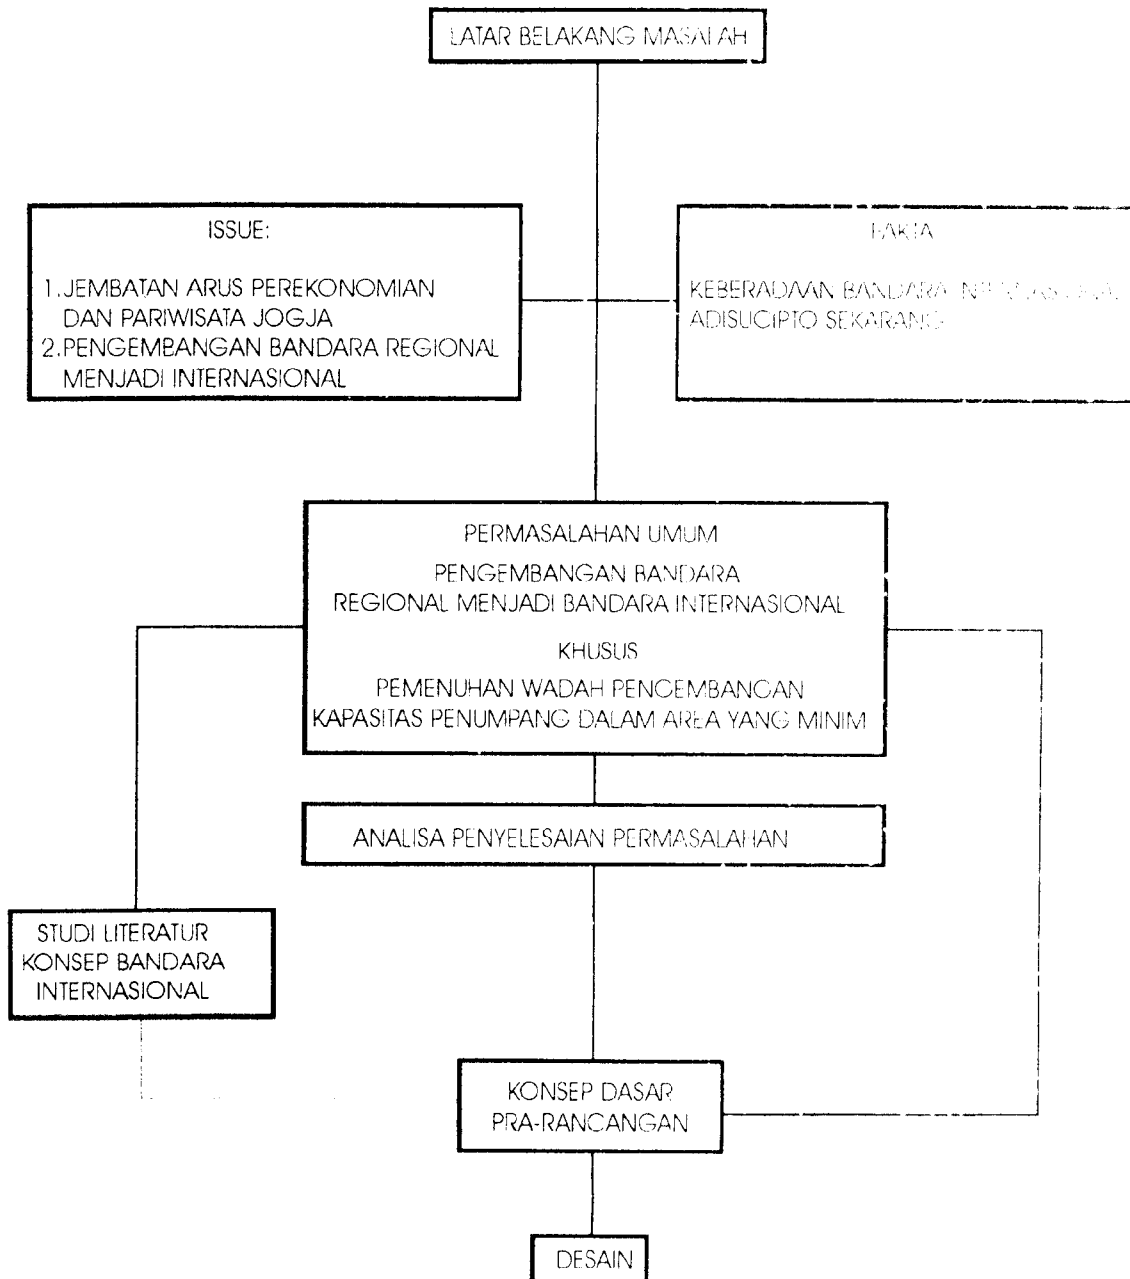 LATAR BELAKANG MASALAH
ISSUE:
1. JEMBATAN ARUS PEREKONOMIAN
DAN PARIWISATA JOGJA
2. PENGEMBANGAN BANDARA REGIONAL
MENJADI INTERNASIONAL
FAKTA
KEBERADAAN BANDARA INTERNASIONAL
ADISUCIPTO SEKARANG
PERMASALAHAN UMUM
PENGEMBANGAN BANDARA
REGIONAL MENJADI BANDARA INTERNASIONAL
KHUSUS
PEMENUHAN WADAH PENGEMBANGAN
KAPASITAS PENUMPANG DALAM AREA YANG MINIM
ANALISA PENYELESAIAN PERMASALAHAN
STUDI LITERATUR
KONSEP BANDARA
INTERNASIONAL
KONSEP DASAR
PRA-RANCANGAN
DESAIN